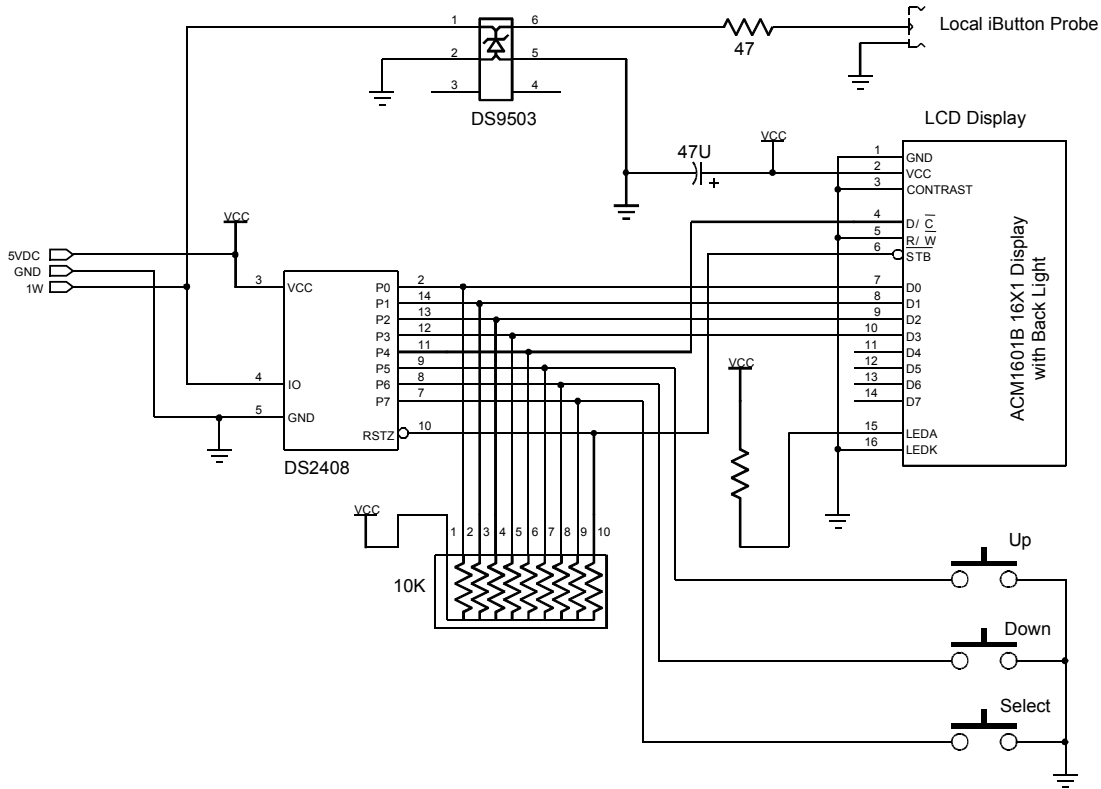 1
6
Local iButton Probe
47
2
5
3
4
DS9503
LCD Display
47U
+
VCC
1
GND
2
VCC
3
CONTRAST
4
D/ C
5
R/ W
6
STB
VCC
5VDC
GND
1W
3
VCC
P0
2
7
D0
P1
14
8
D1
P2
13
9
D2
P3
12
10
D3
P4
11
11
D4
P5
9
12
D5
P6
8
13
D6
P7
7
14
D7
4
IO
5
GND
RSTZ
10
15
LEDA
16
LEDK
ACM1601B 16X1 Display
with Back Light
VCC
DS2408
VCC
1 2 3 4 5 6 7 8 9 10
10K
Up
Down
Select